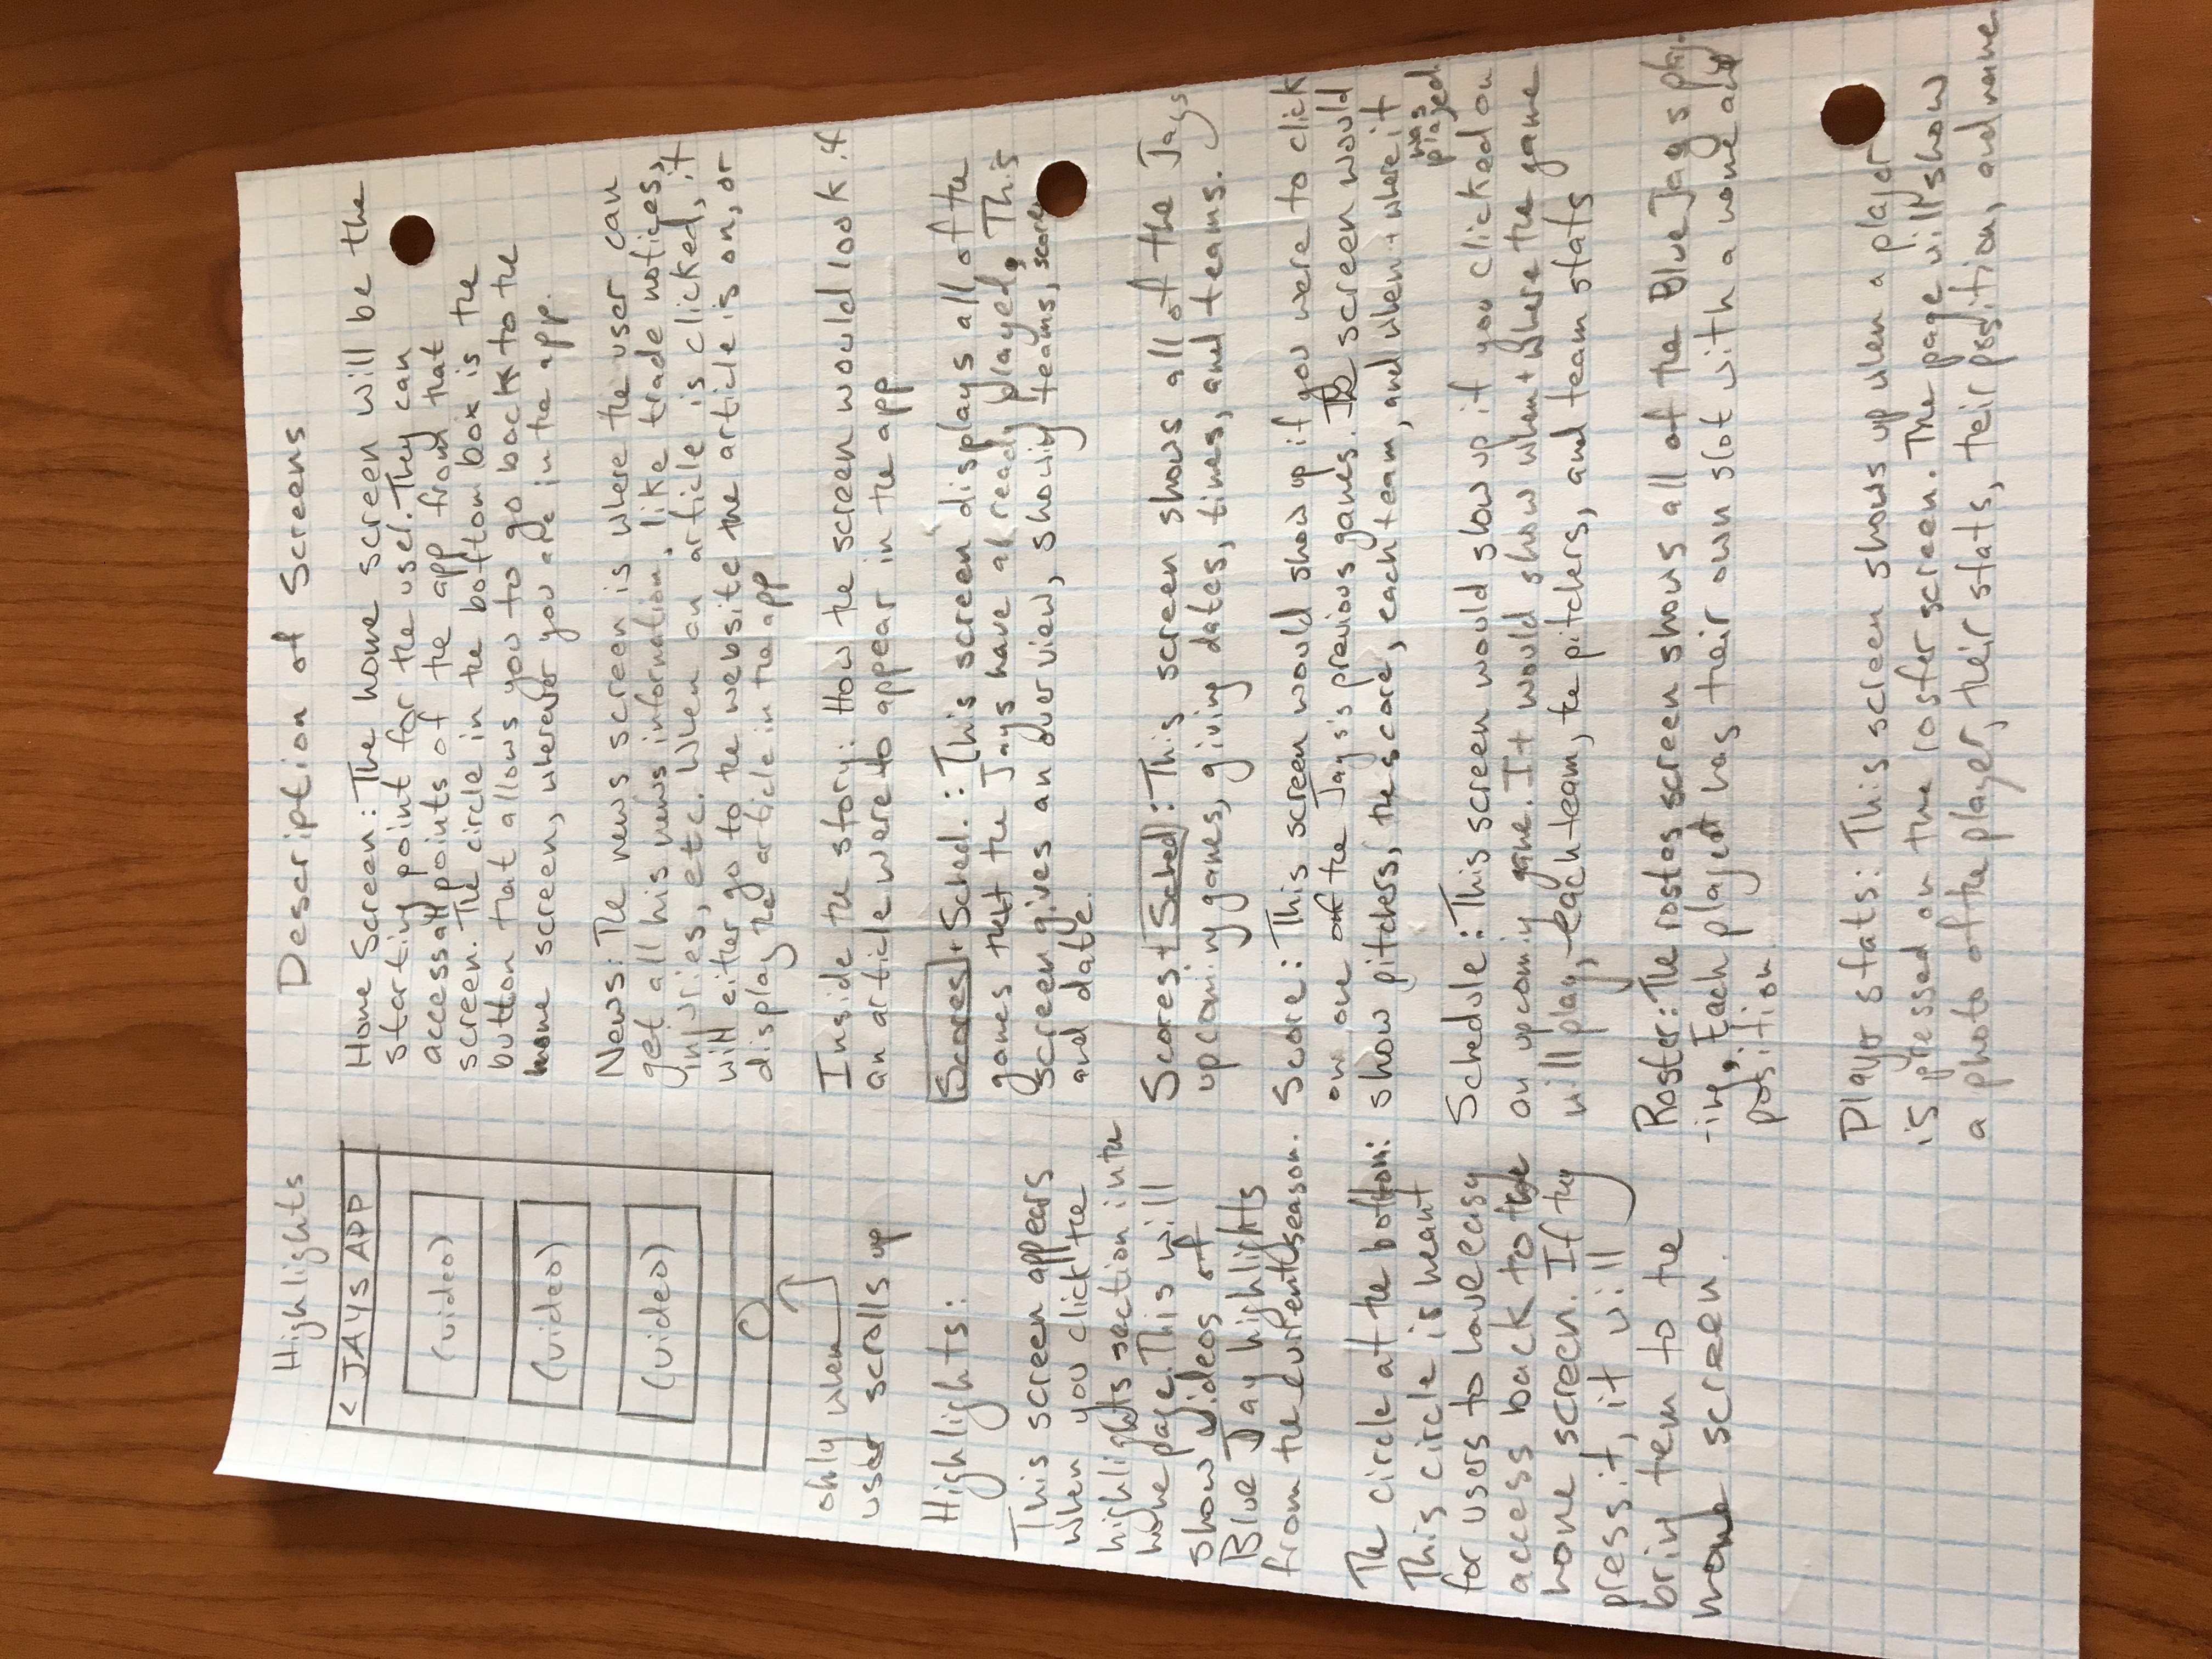 Highlights
< JAYS APP
(video)
(video)
(video)
only when
user scrolls up
Highlights:
This screen appears
when you click the
highlights section in the
home page. This will
show videos of
Blue Jay highlights
from the current season.
The circle at the bottom:
This circle is meant
for users to have easy
access back to the
home screen. If they
press it, it will
bring tem to the
home screen.
Description of Screens
Home Screen: The home screen will be the
starting point for the user. They can
access all points of the app from that
screen. The circle in the bottom box is the
button that allows you to go back to the
home screen, wherever you are in the app.
News: The news screen is where the user can
get all his news information, like trade notices,
injuries, etc. When an article is clicked, it
will either go to the website the article is on, or
display the article in the app
Inside the story: How the screen would look if
an article were to appear in the app
Scores + Sched. : This screen displays all of the
games that the Jays have already played. This
screen gives an overview, showing teams, scores
and date.
Scores + Sched : This screen shows all of the Jays
upcoming games, giving dates, times, and teams.
Score: This screen would show up if you were to click
on one of the Jays's previous games. The screen would
show pitchers, the score, each team, and when + where it
was
played.
Schedule: This screen would show up if you clicked on
an upcoming game. It would show when + where the game
will play, each team, the pitchers, and team stats
Roster: The roster screen shows all of the Blue Jays play-
-ing. Each player has their own slot with a name and
position.
Player stats: This screen shows up when a player
is pressed on the roster screen. The page will show
a photo of the player, their stats, teir position, and name